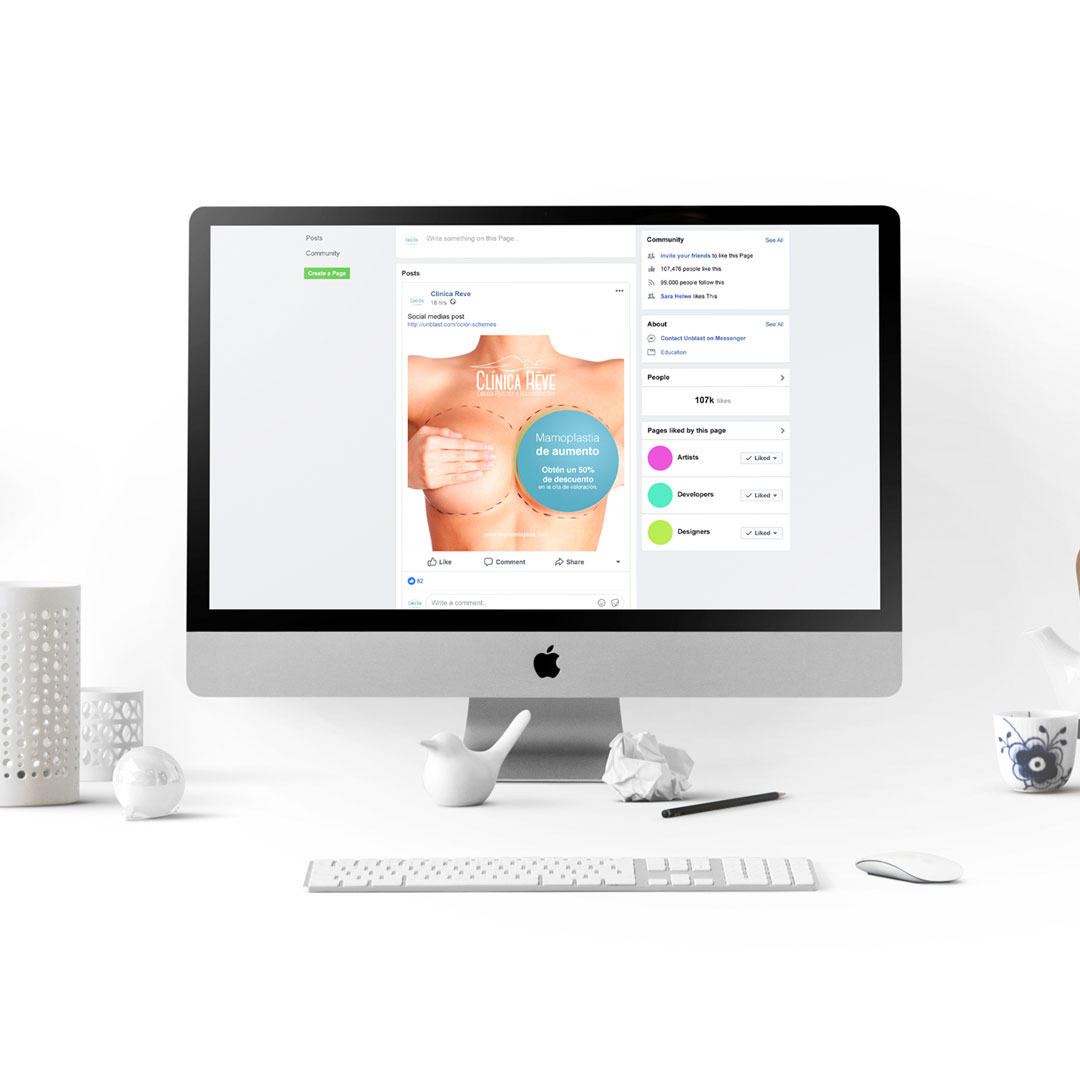 Posts
Community
Create a Page
Write something on this Page...
Posts
Clinica Reve
18 hrs
Social medias post
http://unblast.com/color-schemes
CLÍNICA RÊVE
Mamoplastia
de aumento
Obtén un 50%
de descuento
en la cita de valoración.
Like Comment Share
82
Write a comment..
Community See All
Invite your friends to like this Page
107,476 people like this
99,000 people follow this
Sara Helwe likes This
About See All
Contact Unblast on Messenger
Education
People
107k likes
Pages liked by this page
Artists Liked
Developers Liked
Designers Liked